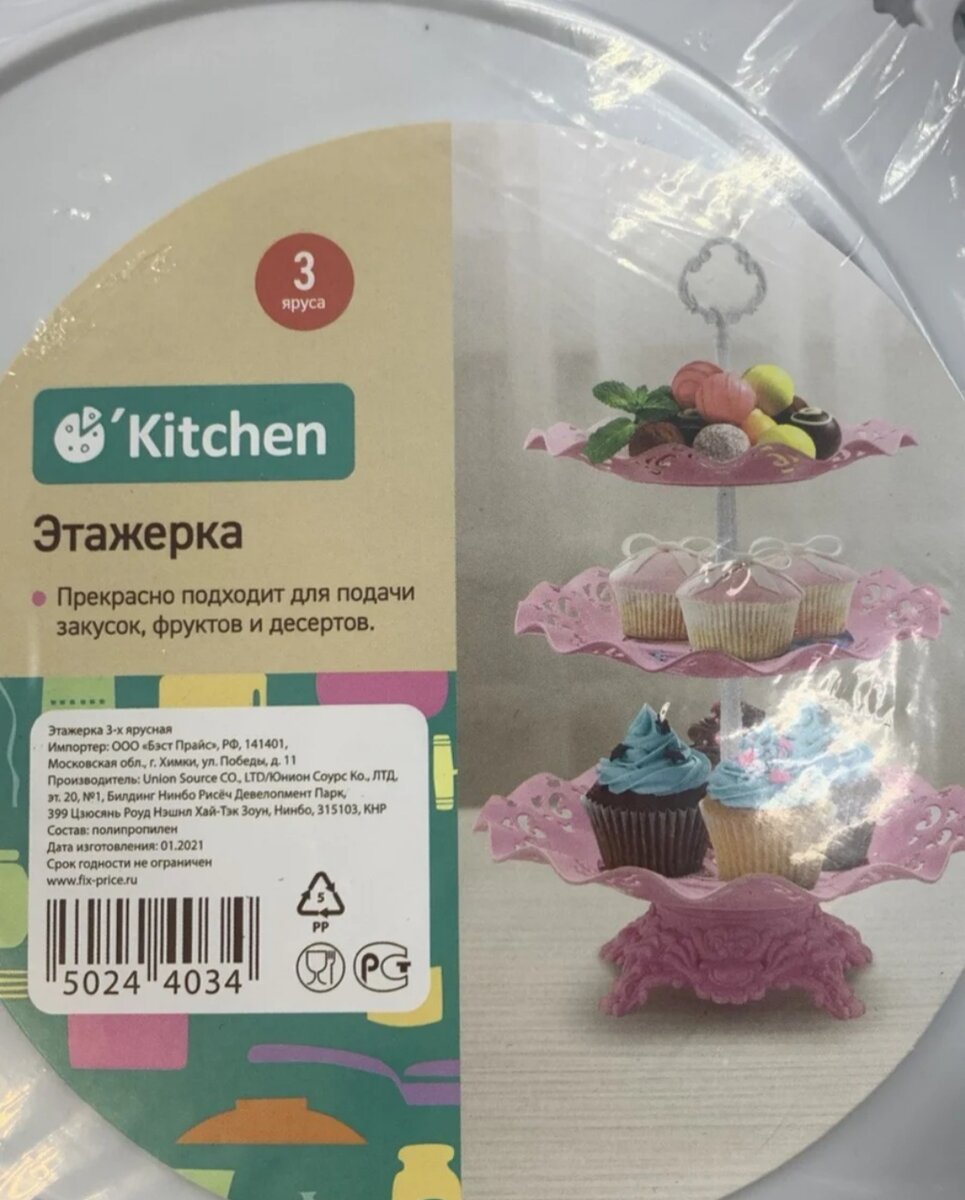 3
яруса
´Kitchen
Этажерка
Прекрасно подходит для подачи
закусок, фруктов и десертов.
Этажерка 3-х ярусная
Импортер: ООО «Бэст Прайс», РФ, 141401,
Московская обл., г. Химки, ул. Победы, д. 11
Производитель: Union Source CO., LTD/Юнион Соурс Ко., ЛТД,
эт. 20, №1, Билдинг Нинбо Рисёч Девелопмент Парк,
399 Цзюсянь Роуд Нэшнл Хай-Тэк Зоун, Нинбо, 315103, КНР
Состав: полипропилен
Дата изготовления: 01.2021
Срок годности не ограничен
www.fix-price.ru
5
PP
5024 4034
РСТ